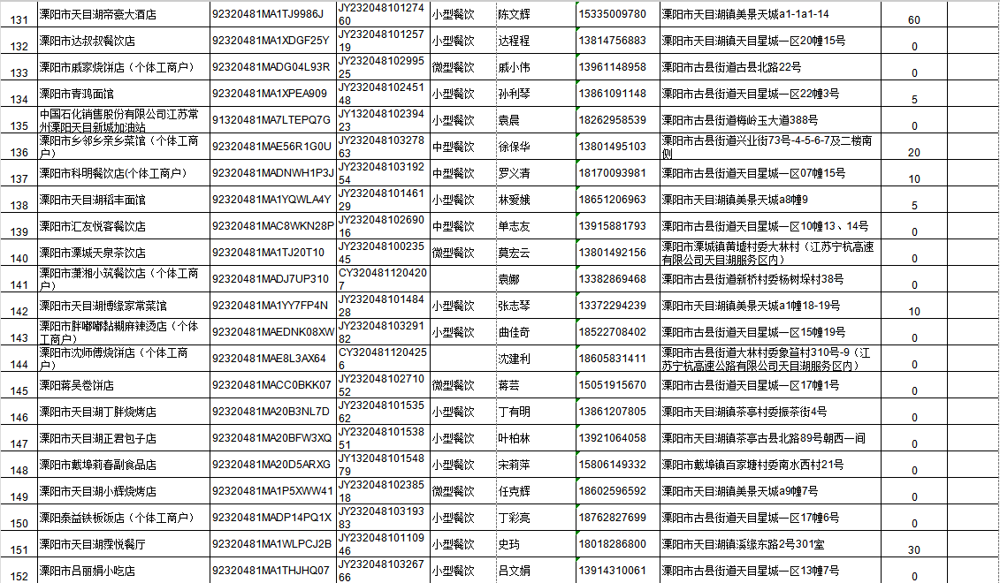 131 溧阳市天目湖帝豪大酒店 92320481MA1TJ9986J JY23204810127460 小型餐饮 陈文辉 15335009780 溧阳市天目湖镇美景天城a1-1a1-14 60
132 溧阳市达叔叔餐饮店 92320481MA1XDGF25Y JY23204810125719 小型餐饮 达程程 13814756883 溧阳市天目湖镇天目星城一区20幢15号 0
133 溧阳市戚家烧饼店（个体工商户） 92320481MADG04L93R JY23204810299525 微型餐饮 戚小伟 13961148958 溧阳市古县街道古县北路22号 0
134 溧阳市青鸿面馆 92320481MA1XPEA909 JY23204810245148 小型餐饮 孙利琴 13861091148 溧阳市古县街道天目星城一区22幢3号 5
135 中国石化销售股份有限公司江苏常州溧阳天目新城加油站 91320481MA7LTEPQ7G JY13204810239423 小型餐饮 袁晨 18262958539 溧阳市古县街道梅岭玉大道388号 0
136 溧阳市乡邻乡亲乡菜馆（个体工商户） 92320481MAE56R1G0U JY23204810327863 中型餐饮 徐保华 13801495103 溧阳市古县街道兴业街73号-4-5-6-7及二楼南侧 20
137 溧阳市科明餐饮店(个体工商户） 92320481MADNWH1P3J JY23204810319254 中型餐饮 罗义清 18170093981 溧阳市古县街道天目星城一区07幢15号 10
138 溧阳市天目湖稻丰面馆 92320481MA1YQWLA4Y JY23204810146129 小型餐饮 林爱娥 18651206963 溧阳市天目湖镇美景天城a8幢9 5
139 溧阳市汇友悦客餐饮店 92320481MAC8WKN28P JY23204810269016 中型餐饮 单志友 13915881793 溧阳市古县街道天目星城一区10幢13、14号 0
140 溧阳市溧城天泉茶饮店 92320481MA1TJ20T10 JY23204810023545 微型餐饮 莫宏云 13801492156 溧阳市溧城镇黄墟村委大林村（江苏宁杭高速有限公司天目湖服务区内） 0
141 溧阳市潇湘小筑餐饮店（个体工商户） 92320481MADJ7UP310 CY3204811204207 袁娜 13382869468 溧阳市古县街道新桥村委杨树垛村38号 0
142 溧阳市天目湖博缘家常菜馆 92320481MA1YY7FP4N JY23204810148428 小型餐饮 张志琴 13372294239 溧阳市天目湖镇美景天城a1幢18-19号 10
143 溧阳市胖嘟嘟黏糊麻辣烫店（个体工商户） 92320481MAEDNK08XW JY23204810329182 小型餐饮 曲佳奇 18522708402 溧阳市古县街道天目星城一区15幢19号 0
144 溧阳市沈师傅烧饼店（个体工商户） 92320481MAE8L3AX64 CY3204811204256 沈建利 18605831411 溧阳市古县街道大林村委象笪村310号-9（江苏宁杭高速公路有限公司天目湖服务区内） 0
145 溧阳蒋吴卷饼店 92320481MACC0BKK07 JY23204810271052 微型餐饮 蒋芸 15051915670 溧阳市古县街道天目星城一区17幢1号 0
146 溧阳市天目湖丁胖烧烤店 92320481MA20B3NL7D JY23204810153562 小型餐饮 丁有明 13861207805 溧阳市天目湖镇茶亭村委振茶街4号 0
147 溧阳市天目湖正君包子店 92320481MA20BFW3XQ JY23204810153851 小型餐饮 叶柏林 13921064058 溧阳市天目湖镇茶亭古县北路89号朝西一间 0
148 溧阳市戴埠莉春副食品店 92320481MA20D5ARXG JY13204810154879 小型餐饮 宋莉萍 15806149332 溧阳市戴埠镇百家塘村委南水西村21号 0
149 溧阳市天目湖小辉烧烤店 92320481MA1P5XWW41 JY23204810238518 微型餐饮 任克辉 18602596592 溧阳市天目湖镇美景天城a9幢7号 0
150 溧阳泰益铁板饭店（个体工商户） 92320481MADP14PQ1X JY23204810319383 小型餐饮 丁彩亮 18762827699 溧阳市古县街道天目星城一区17幢6号 0
151 溧阳市天目湖霖悦餐厅 92320481MA1WLPCJ2B JY23204810110946 小型餐饮 史玚 18018286800 溧阳市天目湖镇溪缘东路2号301室 30
152 溧阳市吕丽娟小吃店 92320481MA1THJHQ07 JY23204810326766 小型餐饮 吕文娟 13914310061 溧阳市古县街道天目星城一区13幢7号 0